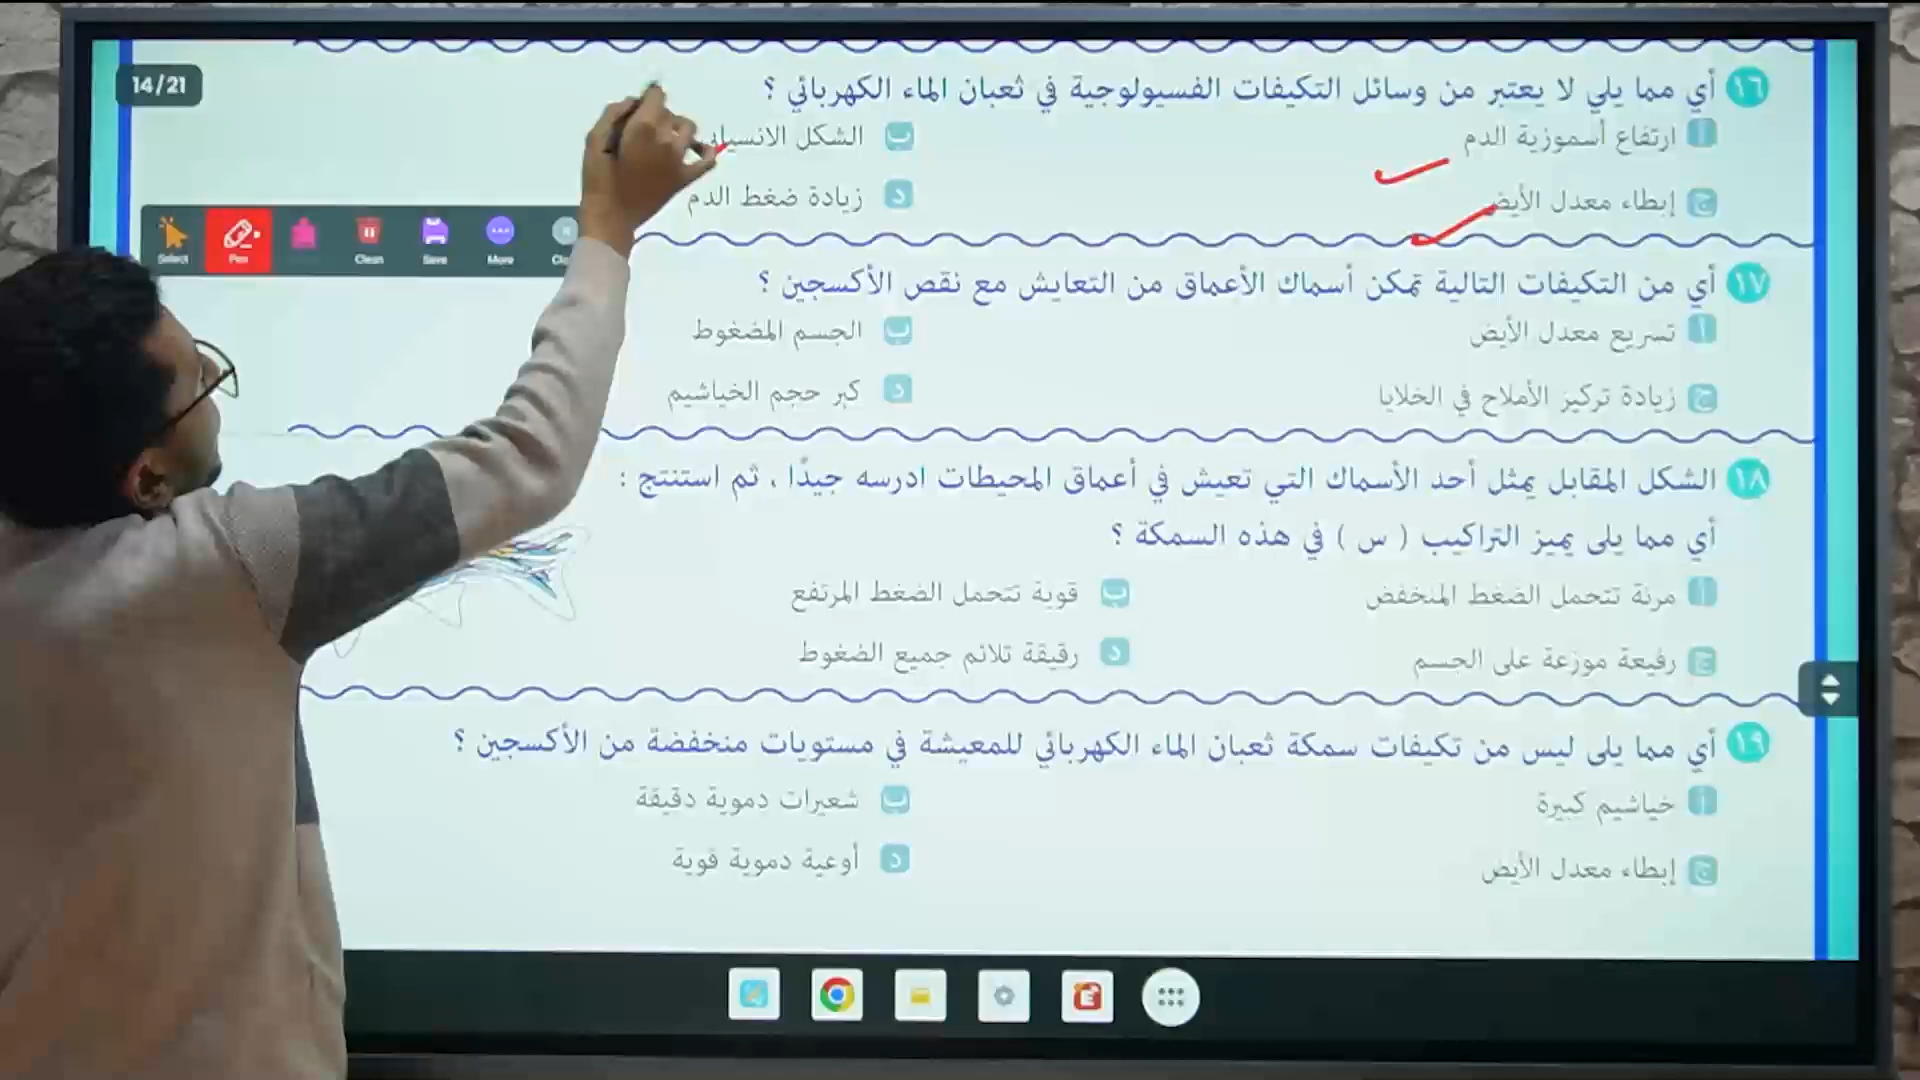 14/21
١٦ أي مما يلي لا يعتبر من وسائل التكيفات الفسيولوجية في ثعبان الماء الكهربائي ؟
أ ارتفاع أسموزية الدم
ب الشكل
ج إبطاء معدل الأيض
د زيادة ضغط الدم
Select Pen Clean Save More
١٧ أي من التكيفات التالية تمكن أسماك الأعماق من التعايش مع نقص الأكسجين ؟
أ تسريع معدل الأيض
ب الجسم المضغوط
ج زيادة تركيز الأملاح في الخلايا
د كبر حجم الخياشيم
١٨ الشكل المقابل يمثل أحد الأسماك التي تعيش في أعماق المحيطات ادرسه جيدًا ، ثم استنتج :
أي مما يلى يميز التراكيب ( س ) في هذه السمكة ؟
أ مرنة تتحمل الضغط المنخفض
ب قوية تتحمل الضغط المرتفع
ج رفيعة موزعة على الجسم
د رقيقة تلائم جميع الضغوط
١٩ أي مما يلى ليس من تكيفات سمكة ثعبان الماء الكهربائي للمعيشة في مستويات منخفضة من الأكسجين ؟
أ خياشيم كبيرة
ب شعيرات دموية دقيقة
ج إبطاء معدل الأيض
د أوعية دموية قوية